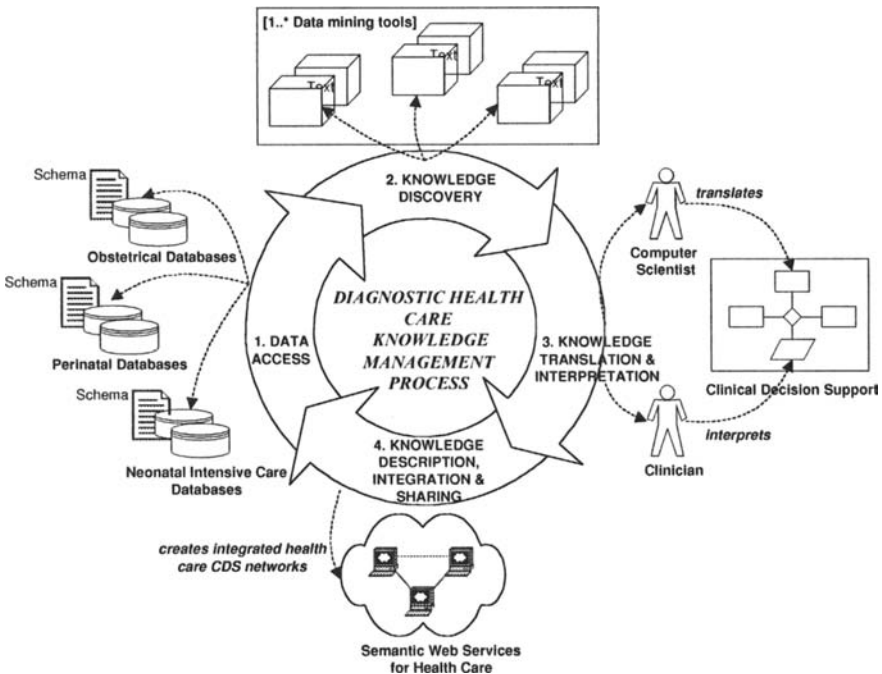 [1..* Data mining tools]
Text
Text
Text
2. KNOWLEDGE
DISCOVERY
Schema
Obstetrical Databases
Schema
Perinatal Databases
Schema
Neonatal Intensive Care
Databases
1. DATA
ACCESS
DIAGNOSTIC HEALTH
CARE
KNOWLEDGE
MANAGEMENT
PROCESS
translates
Computer
Scientist
3. KNOWLEDGE
TRANSLATION &
INTERPRETATION
Clinical Decision Support
interprets
Clinician
4. KNOWLEDGE
DESCRIPTION,
INTEGRATION &
SHARING
creates integrated health
care CDS networks
Semantic Web Services
for Health Care